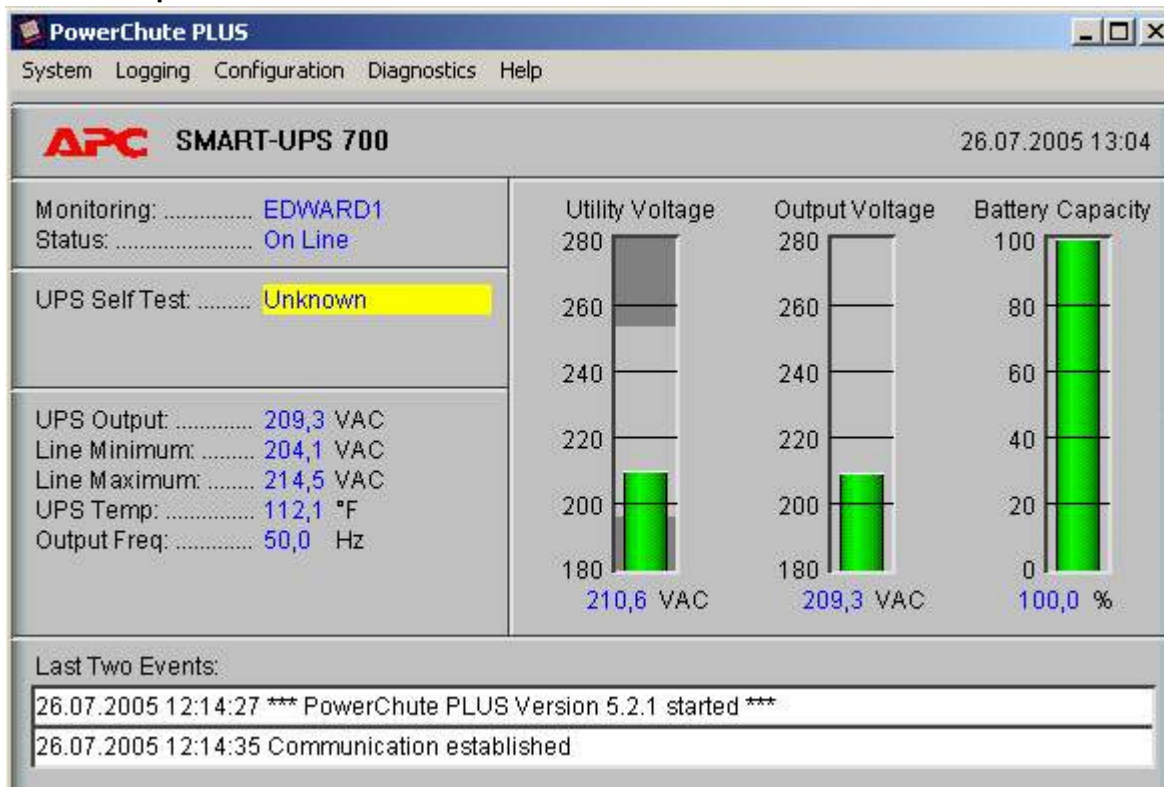 PowerChute PLUS
System Logging Configuration Diagnostics Help
APC SMART-UPS 700 26.07.2005 13:04
Monitoring: .............. EDWARD1
Status: ..................... On Line
UPS Self Test: ......... Unknown
UPS Output: ............ 209,3 VAC
Line Minimum: ........ 204,1 VAC
Line Maximum: ....... 214,5 VAC
UPS Temp: .............. 112,1 °F
Output Freq: ............ 50,0 Hz
Utility Voltage
280
260
240
220
200
180
210,6 VAC
Output Voltage
280
260
240
220
200
180
209,3 VAC
Battery Capacity
100
80
60
40
20
0
100,0 %
Last Two Events:
26.07.2005 12:14:27 *** PowerChute PLUS Version 5.2.1 started ***
26.07.2005 12:14:35 Communication established